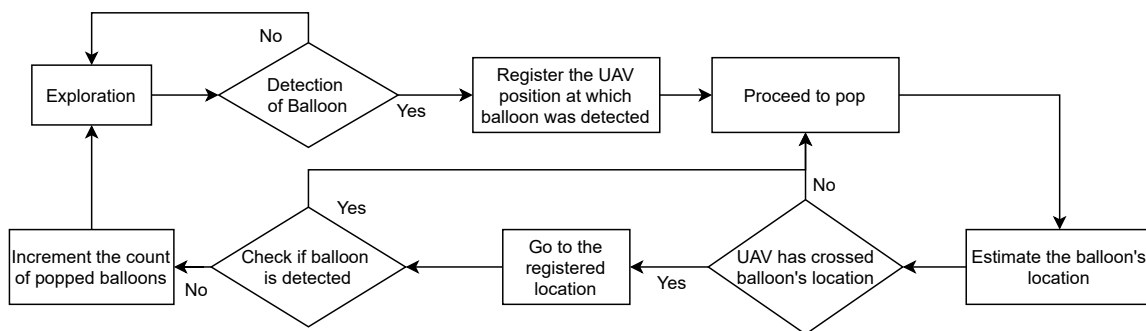 No
Exploration
Detection
of Balloon
Yes
Register the UAV
position at which
balloon was detected
Proceed to pop
No
Yes
Increment the count
of popped balloons
No
Check if balloon
is detected
Go to the
registered
location
Yes
UAV has crossed
balloon's location
Estimate the balloon's
location